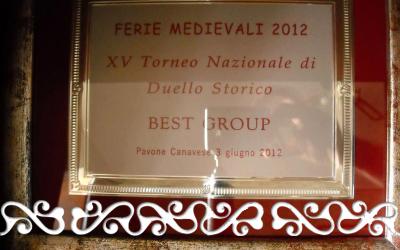 FERIE MEDIEVALI 2012
XV Torneo Nazionale di
Duello Storico
BEST GROUP
Pavone Canavese 3 giugno 2012